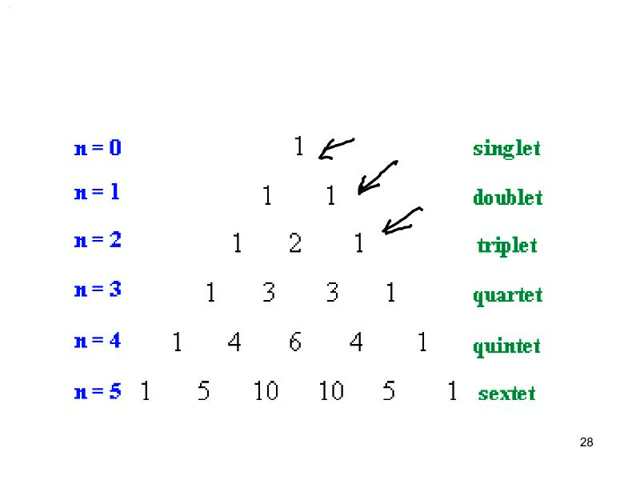 n = 0 1 singlet
n = 1 1 1 doublet
n = 2 1 2 1 triplet
n = 3 1 3 3 1 quartet
n = 4 1 4 6 4 1 quintet
n = 5 1 5 10 10 5 1 sextet
28